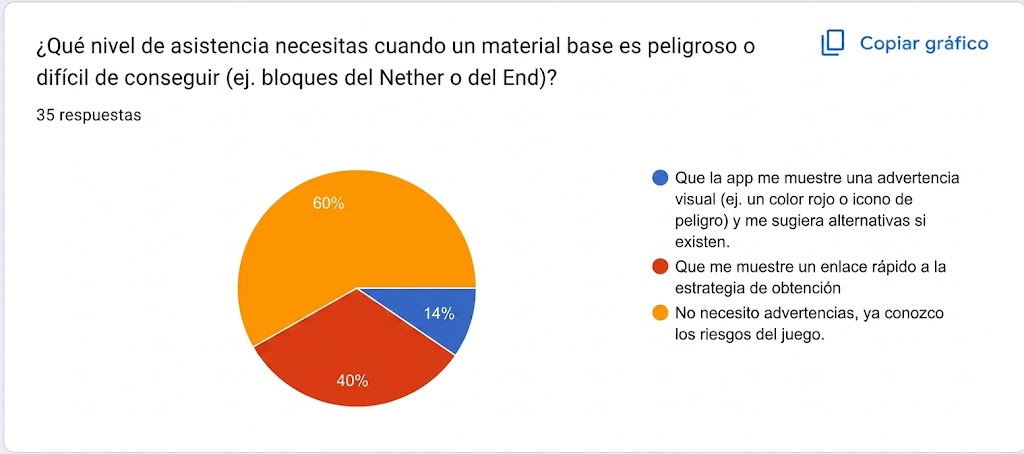 ¿Qué nivel de asistencia necesitas cuando un material base es peligroso o
difícil de conseguir (ej. bloques del Nether o del End)?
Copiar gráfico
35 respuestas
60%
14%
40%
Que la app me muestre una advertencia
visual (ej. un color rojo o icono de
peligro) y me sugiera alternativas si
existen.
Que me muestre un enlace rápido a la
estrategia de obtención
No necesito advertencias, ya conozco
los riesgos del juego.